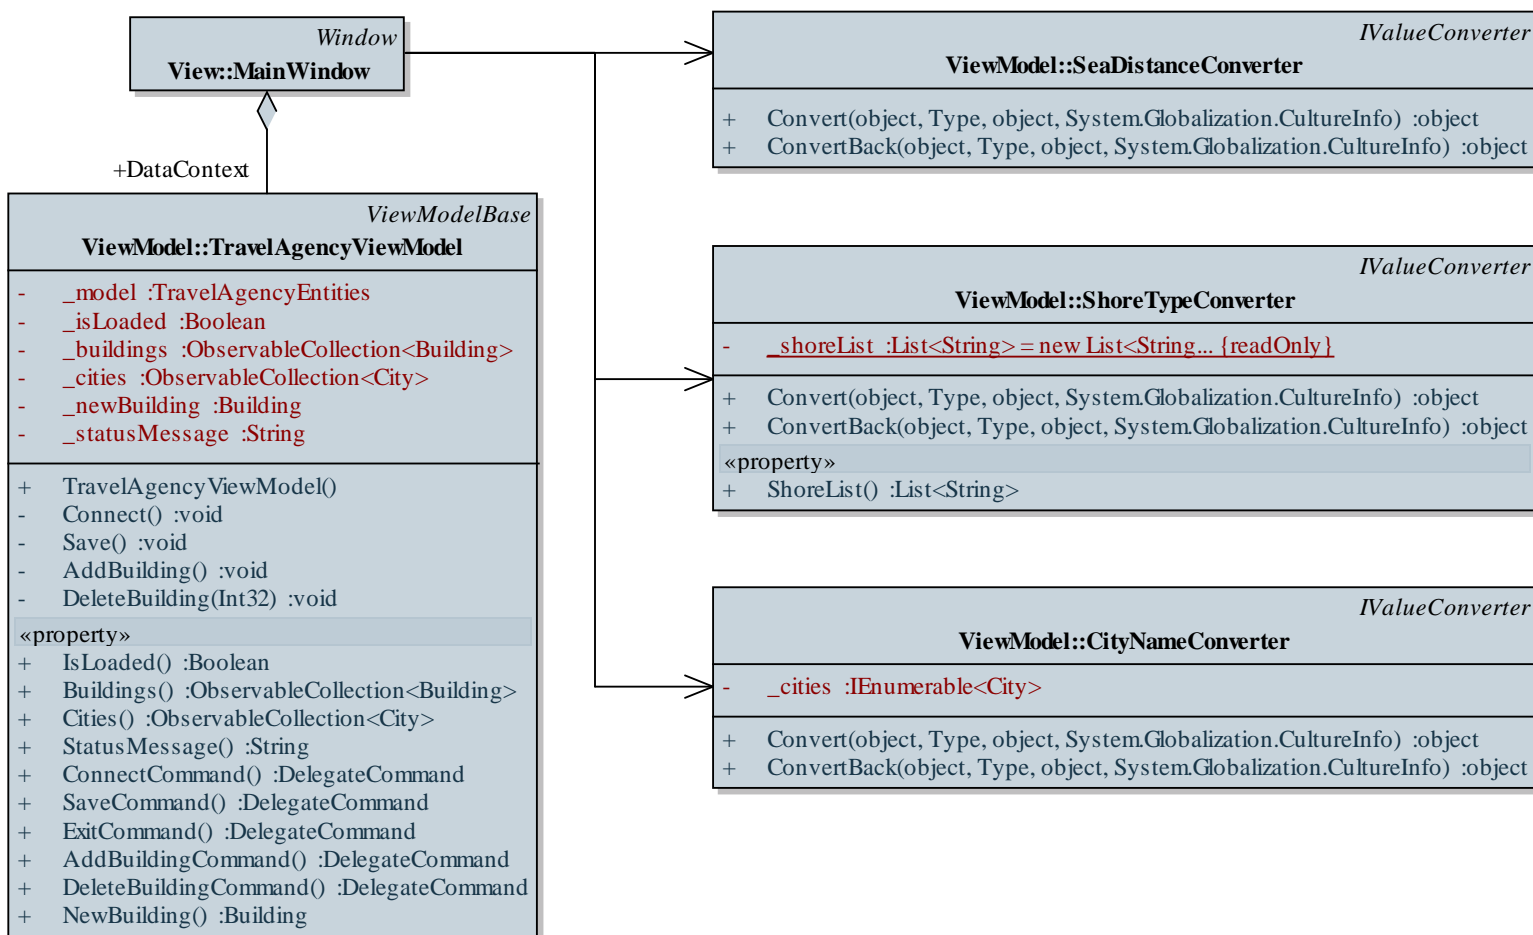 Window
View::MainWindow
+DataContext
ViewModelBase
ViewModel::TravelAgencyViewModel
- _model :TravelAgencyEntities
- _isLoaded :Boolean
- _buildings :ObservableCollection<Building>
- _cities :ObservableCollection<City>
- _newBuilding :Building
- _statusMessage :String
+ TravelAgencyViewModel()
- Connect() :void
- Save() :void
- AddBuilding() :void
- DeleteBuilding(Int32) :void
«property»
+ IsLoaded() :Boolean
+ Buildings() :ObservableCollection<Building>
+ Cities() :ObservableCollection<City>
+ StatusMessage() :String
+ ConnectCommand() :DelegateCommand
+ SaveCommand() :DelegateCommand
+ ExitCommand() :DelegateCommand
+ AddBuildingCommand() :DelegateCommand
+ DeleteBuildingCommand() :DelegateCommand
+ NewBuilding() :Building
IValueConverter
ViewModel::SeaDistanceConverter
+ Convert(object, Type, object, System.Globalization.CultureInfo) :object
+ ConvertBack(object, Type, object, System.Globalization.CultureInfo) :object
IValueConverter
ViewModel::ShoreTypeConverter
- _shoreList :List<String> = new List<String... {readOnly}
+ Convert(object, Type, object, System.Globalization.CultureInfo) :object
+ ConvertBack(object, Type, object, System.Globalization.CultureInfo) :object
«property»
+ ShoreList() :List<String>
IValueConverter
ViewModel::CityNameConverter
- _cities :IEnumerable<City>
+ Convert(object, Type, object, System.Globalization.CultureInfo) :object
+ ConvertBack(object, Type, object, System.Globalization.CultureInfo) :object